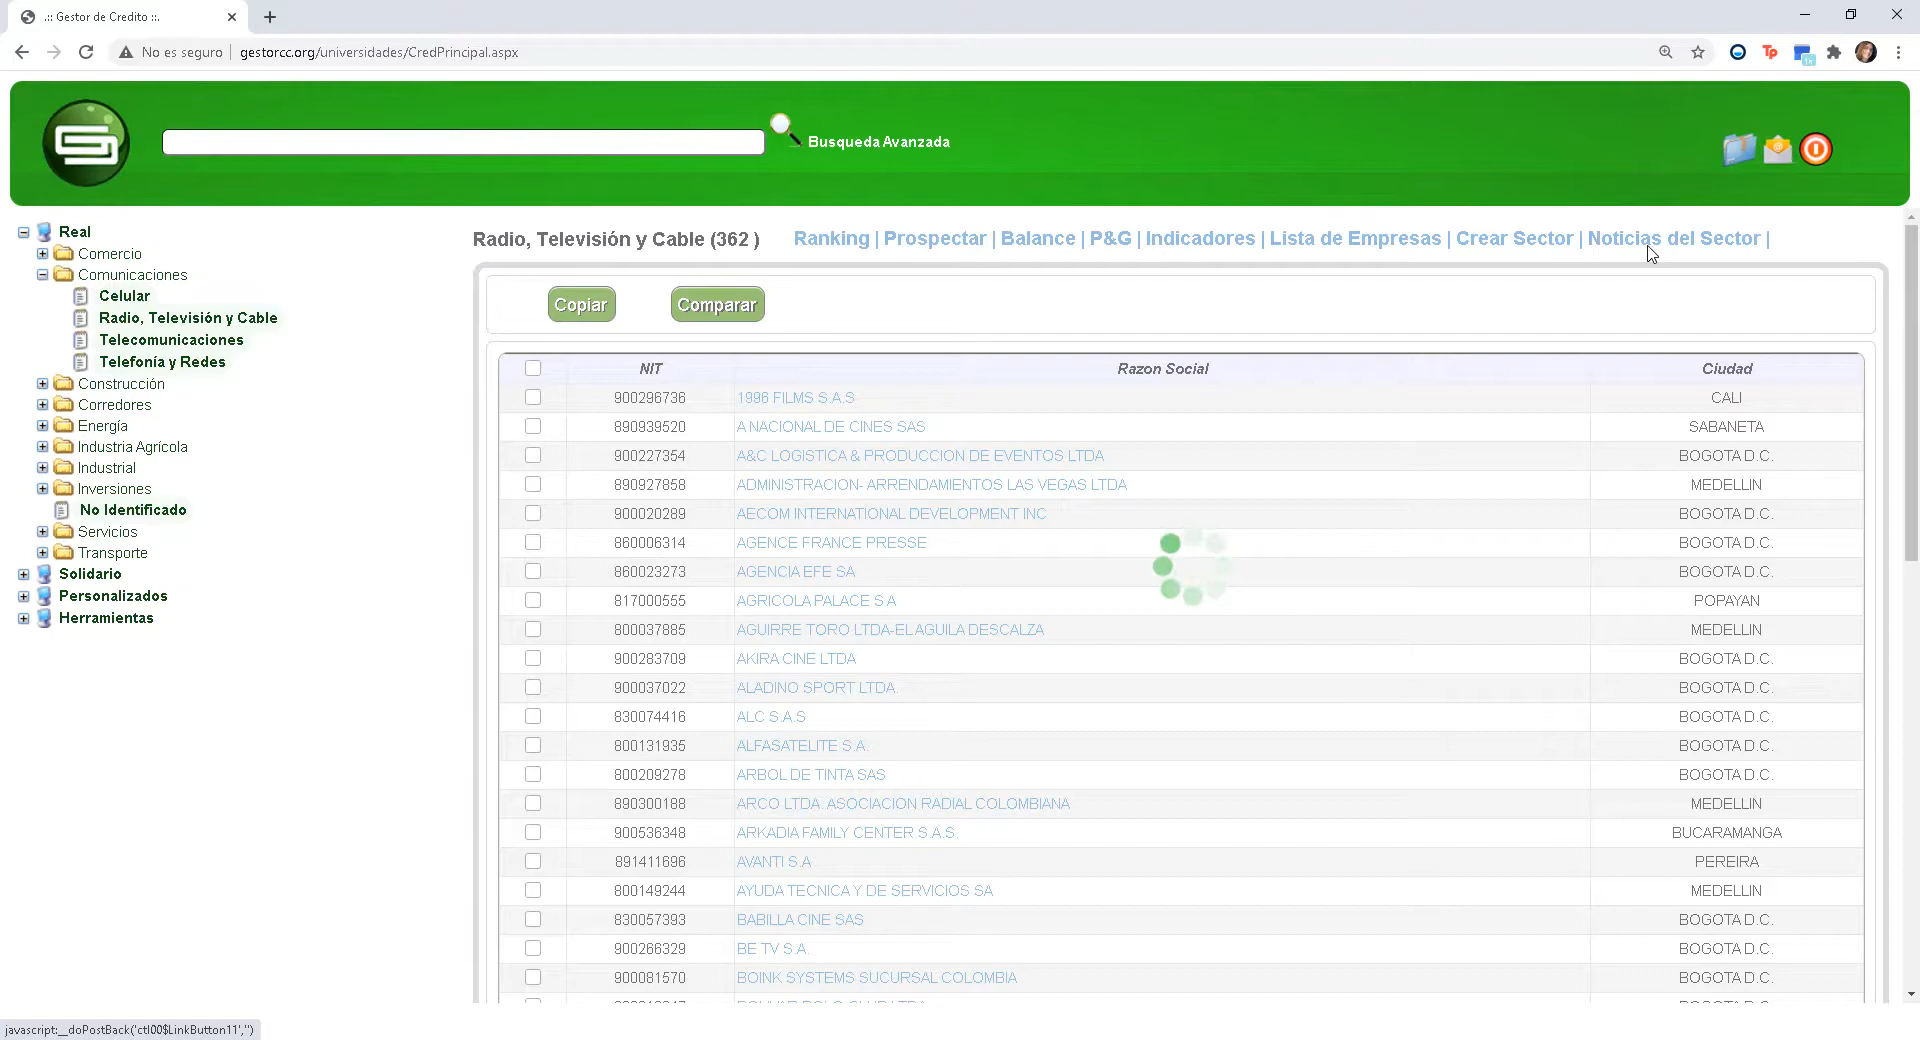 .:: Gestor de Credito ::.
No es seguro
gestorcc.org/universidades/CredPrincipal.aspx
Busqueda Avanzada
Real
Comercio
Comunicaciones
Celular
Radio, Televisión y Cable
Telecomunicaciones
Telefonía y Redes
Construcción
Corredores
Energía
Industria Agrícola
Industrial
Inversiones
No Identificado
Servicios
Transporte
Solidario
Personalizados
Herramientas
Radio, Televisión y Cable (362 ) Ranking | Prospectar | Balance | P&G | Indicadores | Lista de Empresas | Crear Sector | Noticias del Sector |
Copiar Comparar
NIT Razon Social Ciudad
900296736 1996 FILMS S.A.S CALI
890939520 A NACIONAL DE CINES SAS SABANETA
900227354 A&C LOGISTICA & PRODUCCION DE EVENTOS LTDA BOGOTA D.C.
890927858 ADMINISTRACION- ARRENDAMIENTOS LAS VEGAS LTDA MEDELLIN
900020289 AECOM INTERNATIONAL DEVELOPMENT INC BOGOTA D.C.
860006314 AGENCE FRANCE PRESSE BOGOTA D.C.
860023273 AGENCIA EFE SA BOGOTA D.C.
817000555 AGRICOLA PALACE S A POPAYAN
800037885 AGUIRRE TORO LTDA-EL AGUILA DESCALZA MEDELLIN
900283709 AKIRA CINE LTDA BOGOTA D.C.
900037022 ALADINO SPORT LTDA. BOGOTA D.C.
830074416 ALC S.A.S BOGOTA D.C.
800131935 ALFASATELITE S.A. BOGOTA D.C.
800209278 ARBOL DE TINTA SAS BOGOTA D.C.
890300188 ARCO LTDA. ASOCIACION RADIAL COLOMBIANA MEDELLIN
900536348 ARKADIA FAMILY CENTER S.A.S. BUCARAMANGA
891411696 AVANTI S.A PEREIRA
800149244 AYUDA TECNICA Y DE SERVICIOS SA MEDELLIN
830057393 BABILLA CINE SAS BOGOTA D.C.
900266329 BE TV S.A. BOGOTA D.C.
900081570 BOINK SYSTEMS SUCURSAL COLOMBIA BOGOTA D.C.
javascript:__doPostBack('ctl00$LinkButton11','')